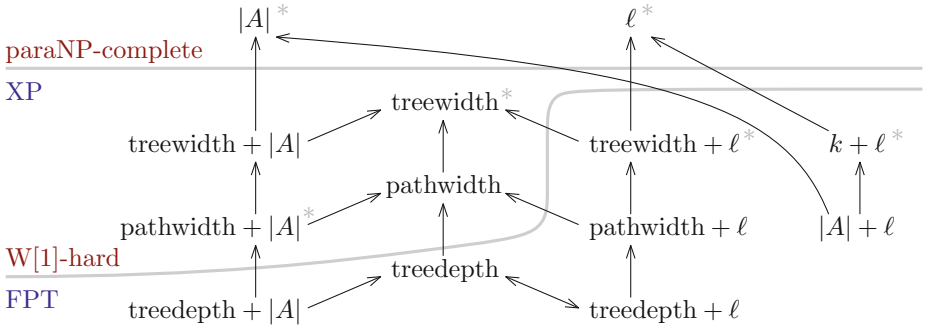 |A|* ℓ*
paraNP-complete
XP
treewidth*
treewidth + |A| treewidth + ℓ* k + ℓ*
pathwidth
pathwidth + |A|* pathwidth + ℓ |A| + ℓ
W[1]-hard
treedepth
FPT
treedepth + |A| treedepth + ℓ